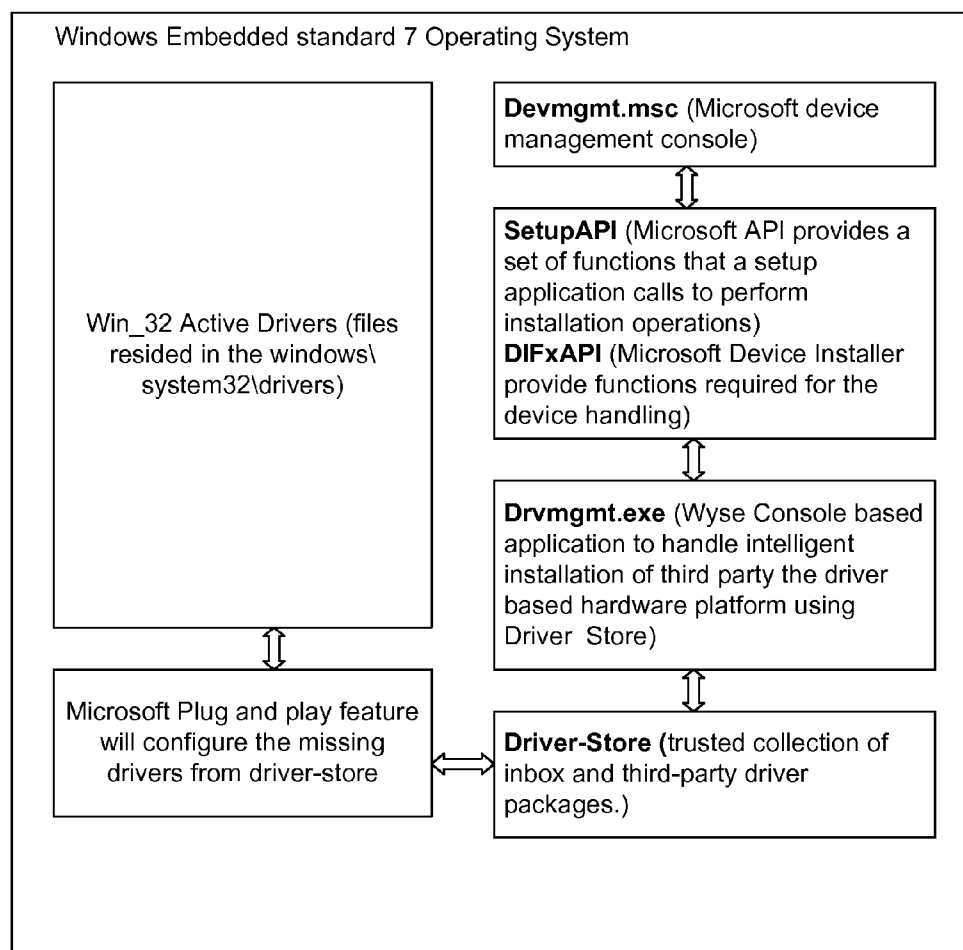 Windows Embedded standard 7 Operating System
Win_32 Active Drivers (files
resided in the windows\
system32\drivers)
Microsoft Plug and play feature
will configure the missing
drivers from driver-store
Devmgmt.msc (Microsoft device
management console)
SetupAPI (Microsoft API provides a
set of functions that a setup
application calls to perform
installation operations)
DIFxAPI (Microsoft Device Installer
provide functions required for the
device handling)
Drvmgmt.exe (Wyse Console based
application to handle intelligent
installation of third party the driver
based hardware platform using
Driver Store)
Driver-Store (trusted collection of
inbox and third-party driver
packages.)